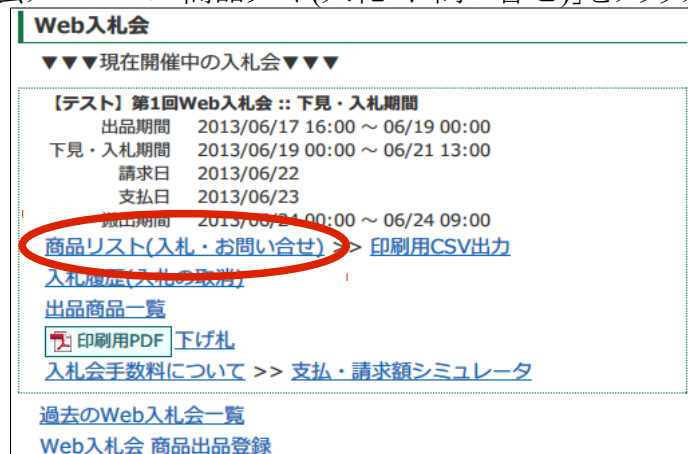 Web入札会
▼▼▼現在開催中の入札会▼▼▼
【テスト】第1回Web入札会 :: 下見・入札期間
出品期間 2013/06/17 16:00 ～ 06/19 00:00
下見・入札期間 2013/06/19 00:00 ～ 06/21 13:00
請求日 2013/06/22
支払日 2013/06/23
搬出期間 2013/06/24 00:00 ～ 06/24 09:00
商品リスト(入札・お問い合せ) >> 印刷用CSV出力
入札履歴(入札の取消)
出品商品一覧
印刷用PDF 下げ札
入札会手数料について >> 支払・請求額シミュレータ
過去のWeb入札会一覧
Web入札会 商品出品登録